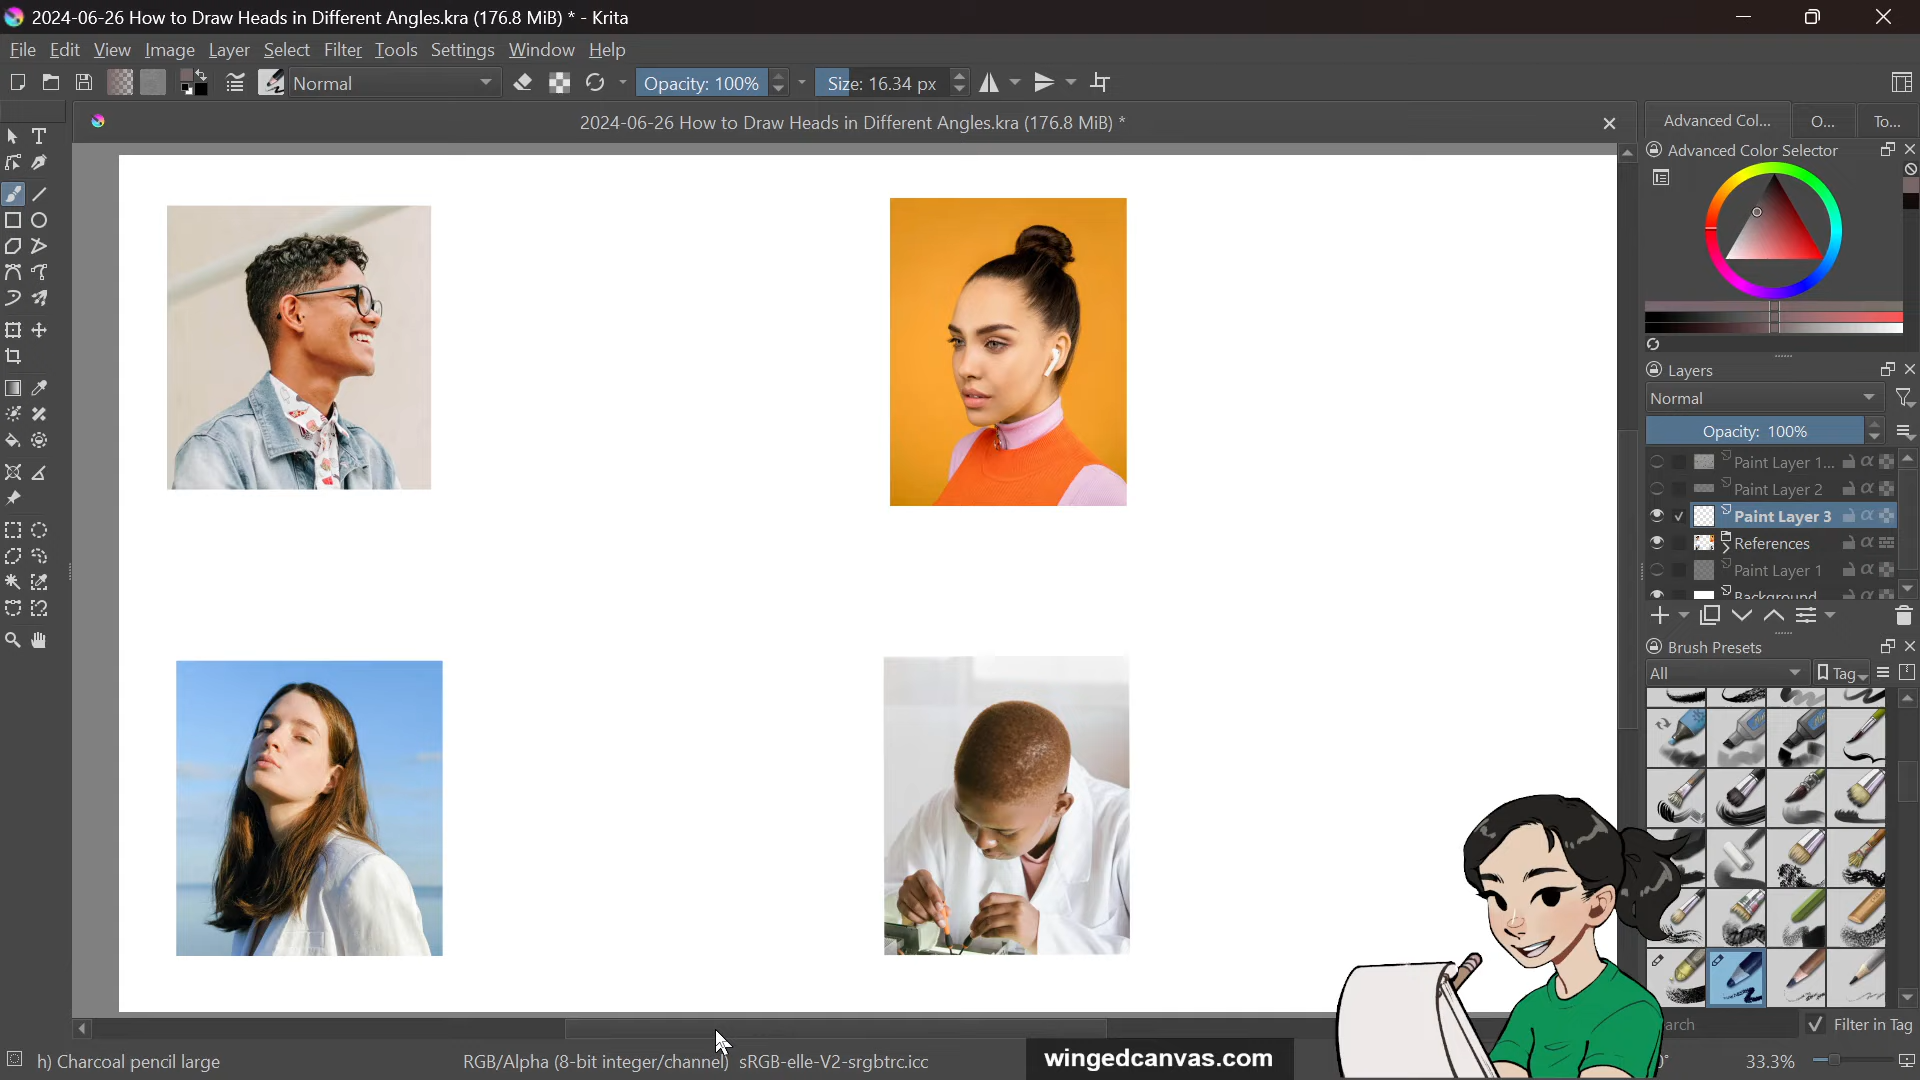 2024-06-26 How to Draw Heads in Different Angles.kra (176.8 MiB) * - Krita
File Edit View Image Layer Select Filter Tools Settings Window Help
Normal Opacity: 100% Size: 16.34 px
2024-06-26 How to Draw Heads in Different Angles.kra (176.8 MiB) *
Advanced Col... O... To...
Advanced Color Selector
Layers
Normal
Opacity: 100%
Paint Layer 1...
Paint Layer 2
Paint Layer 3
References
Paint Layer 1
Background
Brush Presets
All Tag
Filter in Tag
h) Charcoal pencil large RGB/Alpha (8-bit integer/channel) sRGB-elle-V2-srgbtrc.icc 33.3%
wingedcanvas.com